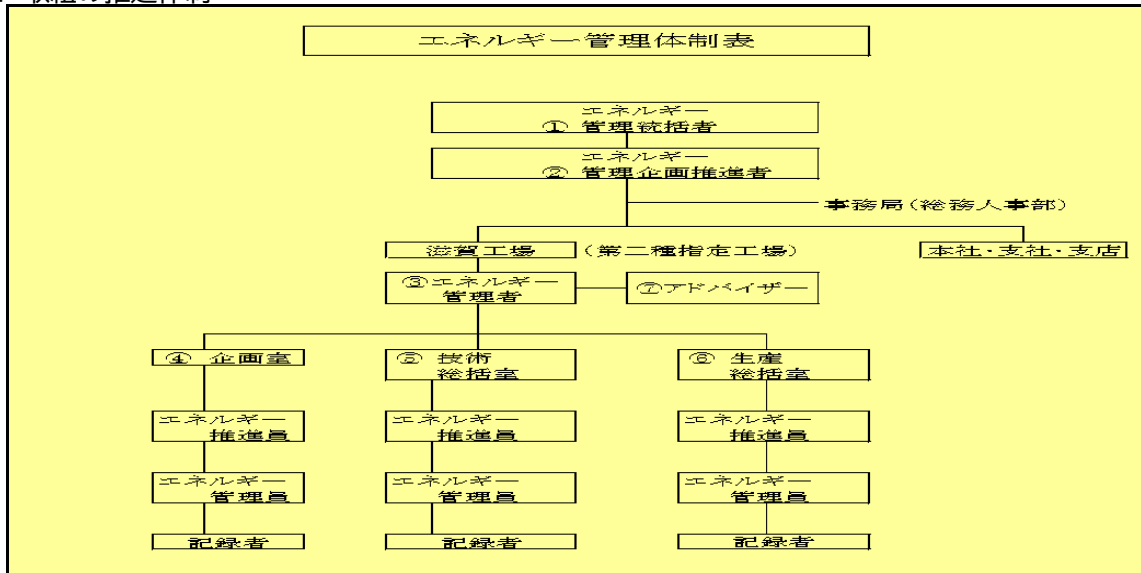 エネルギー管理体制表
エネルギー
① 管理統括者
エネルギー
② 管理企画推進者
事務局(総務人事部)
滋賀工場 (第二種指定工場) 本社・支社・支店
③エネルギー
管理者
⑦アドバイザー
④ 企画室
⑤ 技術
総括室
⑥ 生産
総括室
エネルギー
推進員
エネルギー
推進員
エネルギー
推進員
エネルギー
管理員
エネルギー
管理員
エネルギー
管理員
記録者 記録者 記録者